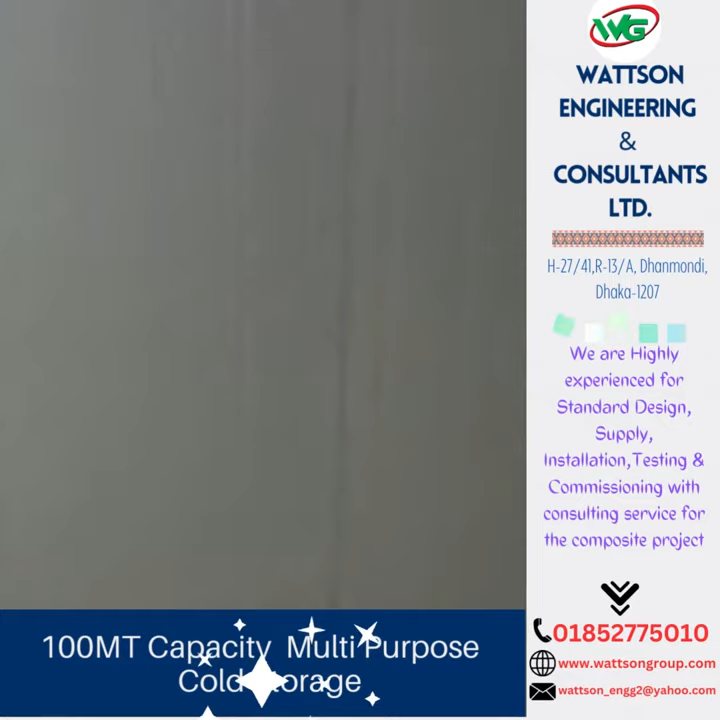 WG
WATTSON
ENGINEERING
&
CONSULTANTS
LTD.
H-27/41,R-13/A, Dhanmondi,
Dhaka-1207
We are Highly
experienced for
Standard Design,
Supply,
Installation,Testing &
Commissioning with
consulting service for
the composite project
01852775010
www.wattsongroup.com
wattson_engg2@yahoo.com
100MT Capacity Multi Purpose
Cold Storage